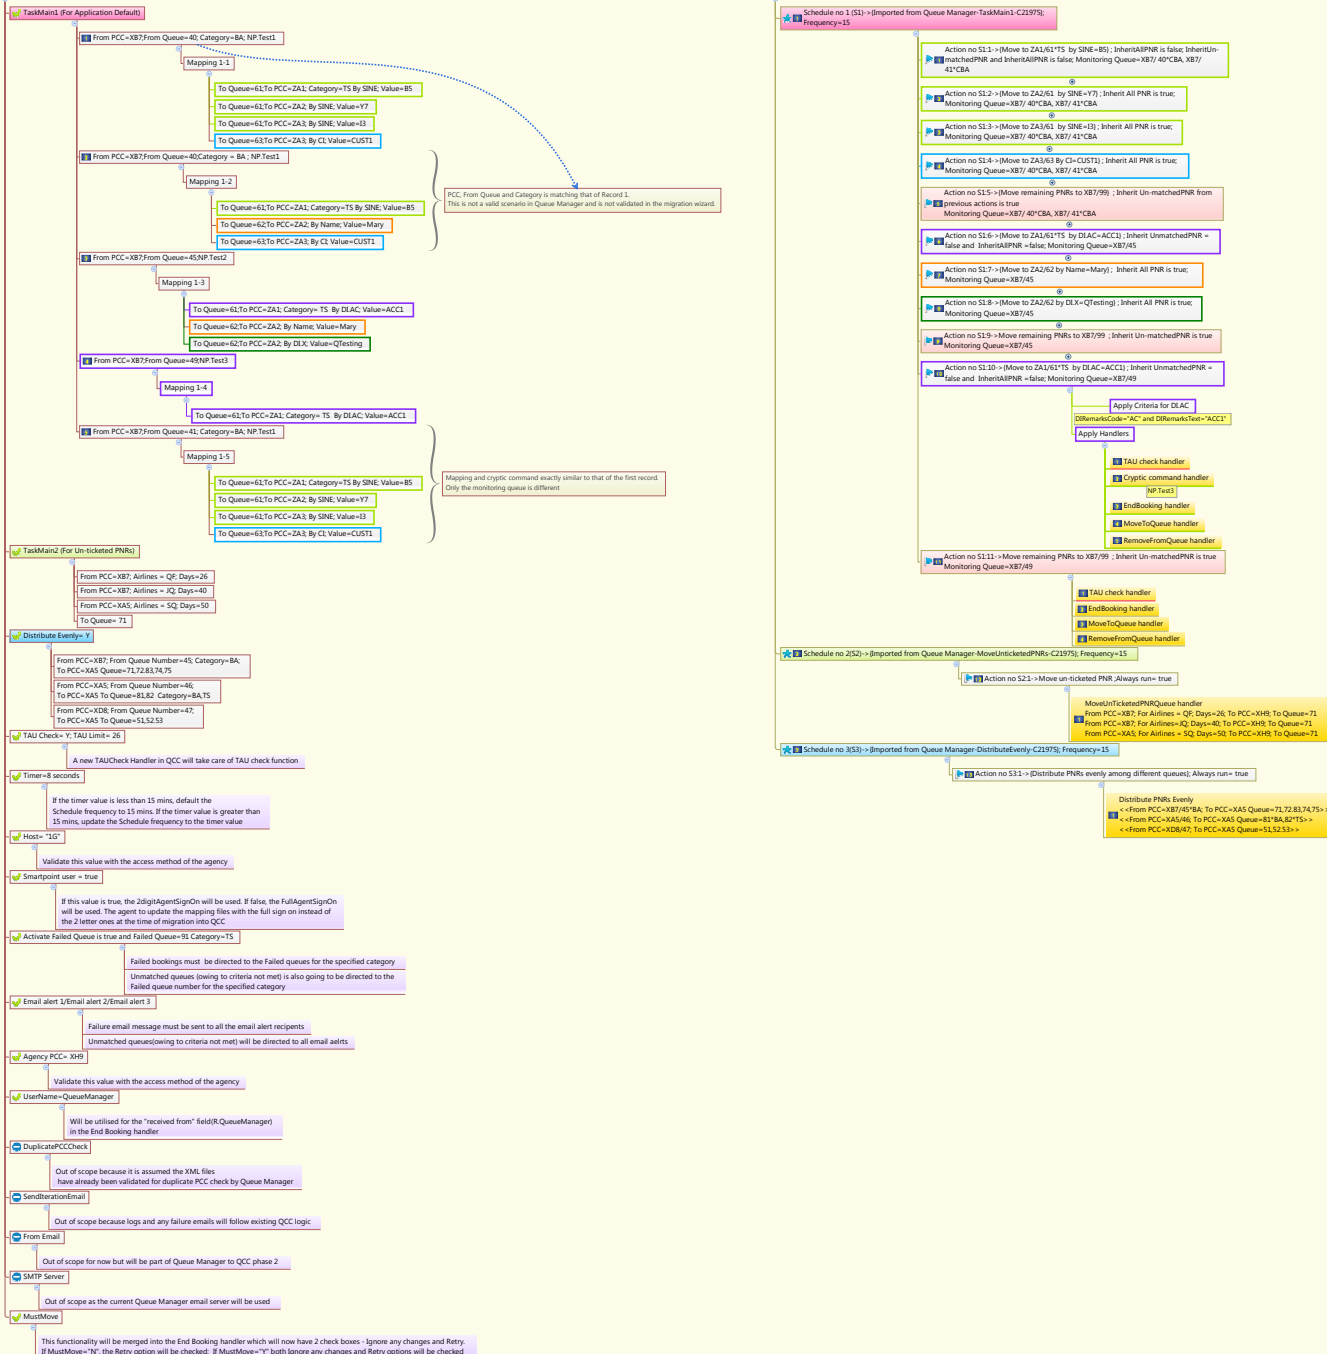 TaskMain1 (For Application Default)
From PCC=XB7;From Queue=40; Category=BA; NP.Test1
Mapping 1-1
To Queue=61;To PCC=ZA1; Category=TS By SINE; Value=B5
To Queue=61;To PCC=ZA2; By SINE; Value=Y7
To Queue=61;To PCC=ZA3; By SINE; Value=I3
To Queue=63;To PCC=ZA3; By CI; Value=CUST1
From PCC=XB7;From Queue=40;Category = BA ; NP.Test1
Mapping 1-2
To Queue=61;To PCC=ZA1; Category=TS By SINE; Value=B5
To Queue=62;To PCC=ZA2; By Name; Value=Mary
To Queue=63;To PCC=ZA3; By CI; Value=CUST1
PCC, From Queue and Category is matching that of Record 1.
This is not a valid scenario in Queue Manager and is not validated in the migration wizard.
From PCC=XB7;From Queue=45;NP.Test2
Mapping 1-3
To Queue=61;To PCC=ZA1; Category= TS  By DI.AC; Value=ACC1
To Queue=62;To PCC=ZA2; By Name; Value=Mary
To Queue=62;To PCC=ZA2; By DI.X; Value=QTesting
From PCC=XB7;From Queue=49;NP.Test3
Mapping 1-4
To Queue=61;To PCC=ZA1; Category= TS  By DI.AC; Value=ACC1
From PCC=XB7;From Queue=41; Category=BA; NP.Test1
Mapping 1-5
To Queue=61;To PCC=ZA1; Category=TS By SINE; Value=B5
To Queue=61;To PCC=ZA2; By SINE; Value=Y7
To Queue=61;To PCC=ZA3; By SINE; Value=I3
To Queue=63;To PCC=ZA3; By CI; Value=CUST1
Mapping and cryptic command exactly similar to that of the first record.
Only the monitoring queue is different
TaskMain2 (For Un-ticketed PNRs)
From PCC=XB7; Airlines = QF; Days=26
From PCC=XB7; Airlines = JQ; Days=40
From PCC=XA5; Airlines = SQ; Days=50
To Queue= 71
Distribute Evenly= Y
From PCC=XB7; From Queue Number=45; Category=BA;
To PCC=XA5 Queue=71,72.83,74,75
From PCC=XA5; From Queue Number=46;
To PCC=XA5 To Queue=81,82  Category=BA,TS
From PCC=XD8; From Queue Number=47;
To PCC=XA5 To Queue=51,52.53
TAU Check= Y; TAU Limit= 26
A new TAUCheck Handler in QCC will take care of TAU check function
Timer=8 seconds
If the timer value is less than 15 mins, default the
Schedule frequency to 15 mins. If the timer value is greater than
15 mins, update the Schedule frequency to the timer value
Host= "1G"
Validate this value with the access method of the agency
Smartpoint user = true
If this value is true, the 2digitAgentSignOn will be used. If false, the FullAgentSignOn
will be used. The agent to update the mapping files with the full sign on instead of
the 2 letter ones at the time of migration into QCC
Activate Failed Queue is true and Failed Queue=91 Category=TS
Failed bookings must  be directed to the Failed queues for the specified category
Unmatched queues (owing to criteria not met) is also going to be directed to the
Failed queue number for the specified category
Email alert 1/Email alert 2/Email alert 3
Failure email message must be sent to all the email alert recipents
Unmatched queues(owing to criteria not met) will be directed to all email aelrts
Agency PCC= XH9
Validate this value with the access method of the agency
UserName=QueueManager
Will be utilised for the "received from" field(R.QueueManager)
in the End Booking handler
DuplicatePCCCheck
Out of scope because it is assumed the XML files
have already been validated for duplicate PCC check by Queue Manager
SendIterationEmail
Out of scope because logs and any failure emails will follow existing QCC logic
From Email
Out of scope for now but will be part of Queue Manager to QCC phase 2
SMTP Server
Out of scope as the current Queue Manager email server will be used
MustMove
This functionality will be merged into the End Booking handler which will now have 2 check boxes - Ignore any changes and Retry.
If MustMove="N", the Retry option will be checked;  If MustMove="Y" both Ignore any changes and Retry options will be checked
Schedule no 1 (S1)->(Imported from Queue Manager-TaskMain1-C21975);
Frequency=15
Action no S1:1->(Move to ZA1/61*TS  by SINE=B5) ; InheritAllPNR is false; InheritUn-
matchedPNR and InheritAllPNR is false; Monitoring Queue=XB7/ 40*CBA, XB7/
41*CBA
Action no S1:2->(Move to ZA2/61  by SINE=Y7) ; Inherit All PNR is true;
Monitoring Queue=XB7/ 40*CBA, XB7/ 41*CBA
Action no S1:3->(Move to ZA3/61  by SINE=I3) ; Inherit All PNR is true;
Monitoring Queue=XB7/ 40*CBA, XB7/ 41*CBA
Action no S1:4->(Move to ZA3/63 By CI=CUST1) ; Inherit All PNR is true;
Monitoring Queue=XB7/ 40*CBA, XB7/ 41*CBA
Action no S1:5->(Move remaining PNRs to XB7/99)  ; Inherit Un-matchedPNR from
previous actions is true
Monitoring Queue=XB7/ 40*CBA, XB7/ 41*CBA
Action no S1:6->(Move to ZA1/61*TS  by DI.AC=ACC1) ; Inherit UnmatchedPNR =
false and  InheritAllPNR =false; Monitoring Queue=XB7/45
Action no S1:7->(Move to ZA2/62 by Name=Mary) ;  Inherit All PNR is true;
Monitoring Queue=XB7/45
Action no S1:8->(Move to ZA2/62 by DI.X=QTesting) ; Inherit All PNR is true;
Monitoring Queue=XB7/45
Action no S1:9->Move remaining PNRs to XB7/99  ; Inherit Un-matchedPNR is true
Monitoring Queue=XB7/45
Action no S1:10->(Move to ZA1/61*TS  by DI.AC=ACC1) ; Inherit UnmatchedPNR =
false and  InheritAllPNR =false; Monitoring Queue=XB7/49
Apply Criteria for DI.AC
DIRemarksCode="AC" and DIRemarksText="ACC1"
Apply Handlers
TAU check handler
Cryptic command handler
NP.Test3
EndBooking handler
MoveToQueue handler
RemoveFromQueue handler
Action no S1:11->Move remaining PNRs to XB7/99  ; Inherit Un-matchedPNR is true
Monitoring Queue=XB7/49
TAU check handler
EndBooking handler
MoveToQueue handler
RemoveFromQueue handler
Schedule no 2(S2)->(Imported from Queue Manager-MoveUnticketedPNRs-C21975); Frequency=15
Action no S2:1->Move un-ticketed PNR ;Always run= true
MoveUnTicketedPNRQueue handler
From PCC=XB7; For Airlines = QF; Days=26; To PCC=XH9; To Queue=71
From PCC=XB7; For Airlines=JQ; Days=40; To PCC=XH9; To Queue=71
From PCC=XA5; For Airlines = SQ; Days=50; To PCC=XH9; To Queue=71
Schedule no 3(S3)->(Imported from Queue Manager-DistributeEvenly-C21975); Frequency=15
Action no S3:1->(Distribute PNRs evenly among different queues); Always run= true
Distribute PNRs Evenly
<<From PCC=XB7/45*BA; To PCC=XA5 Queue=71,72.83,74,75>>
<<From PCC=XA5/46; To PCC=XA5 Queue=81*BA,82*TS>>
<<From PCC=XD8/47; To PCC=XA5 Queue=51,52.53>>